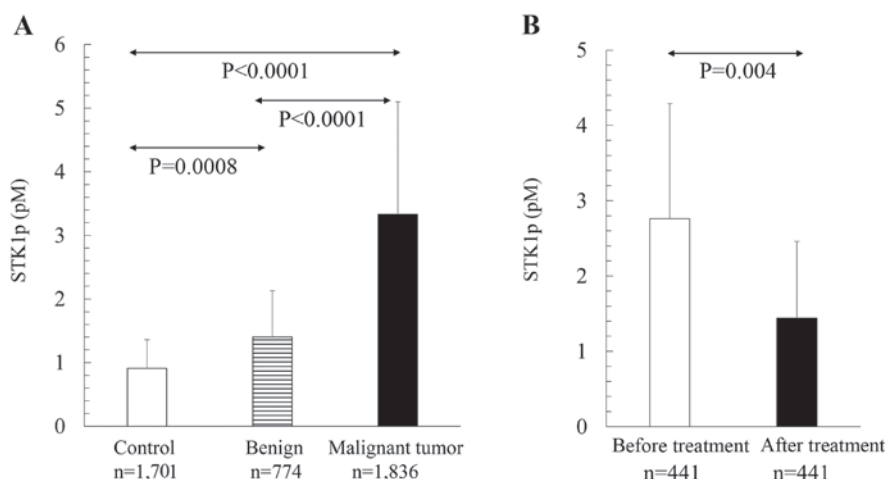 A
STK1p (pM)
6
5
4
3
2
1
0
P<0.0001
P<0.0001
P=0.0008
Control
n=1,701
Benign
n=774
Malignant tumor
n=1,836
B
STK1p (pM)
5
4
3
2
1
0
P=0.004
Before treatment
n=441
After treatment
n=441